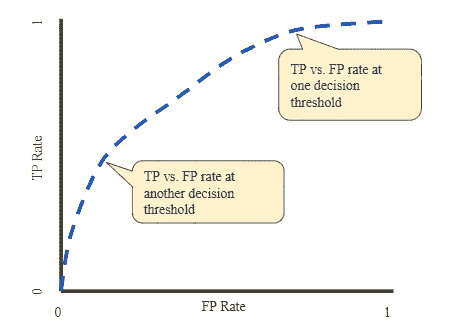 1
TP vs. FP rate at
one decision
threshold
TP Rate
TP vs. FP rate at
another decision
threshold
0
0
FP Rate
1